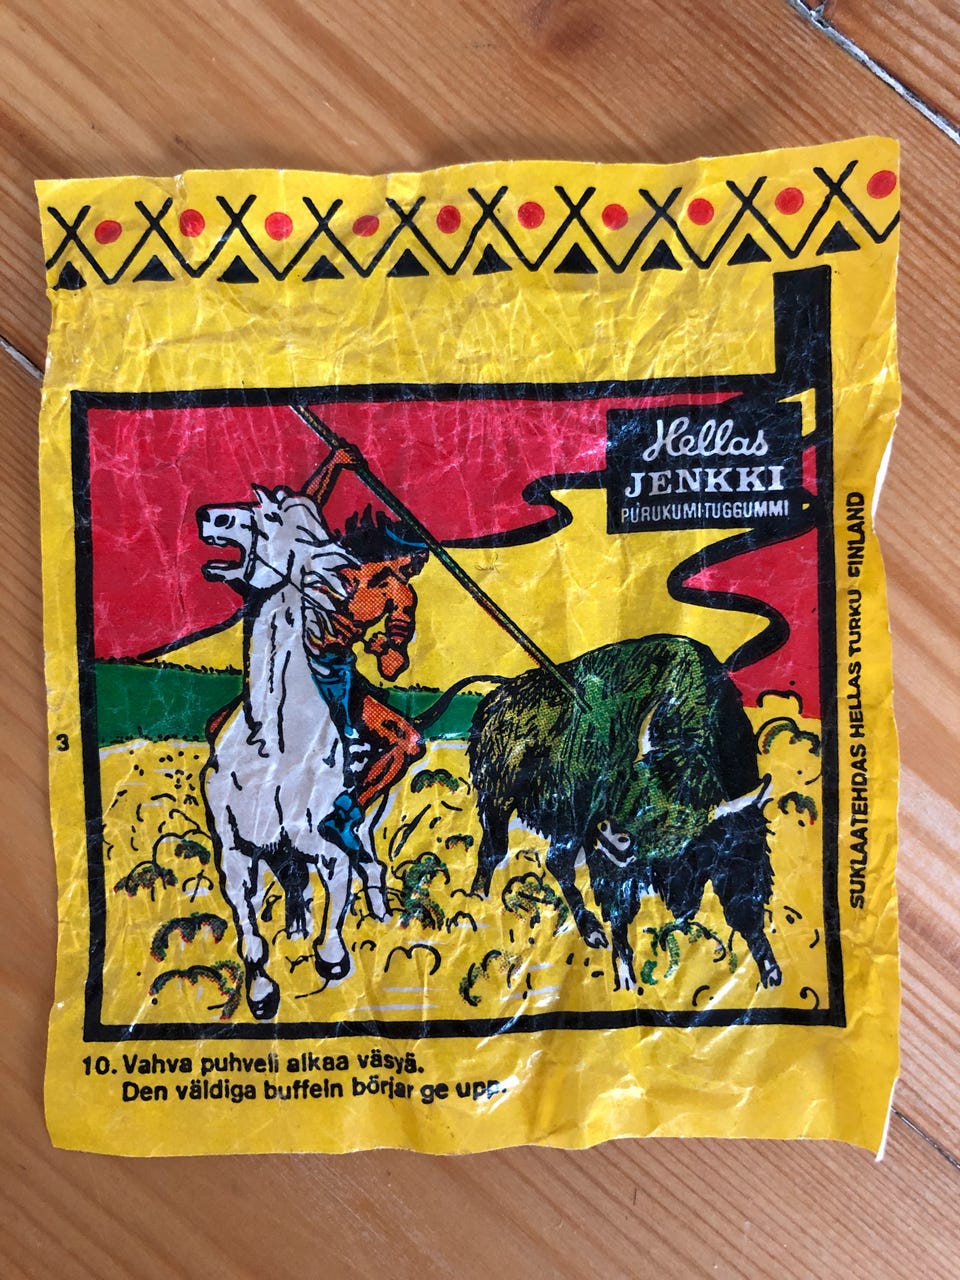 Hellas
JENKKI
PURUKUMI·TUGGUMMI
SUKLAATEHDAS HELLAS TURKU FINLAND
3
10. Vahva puhveli alkaa väsyä.
Den väldiga buffeln börjar ge upp.